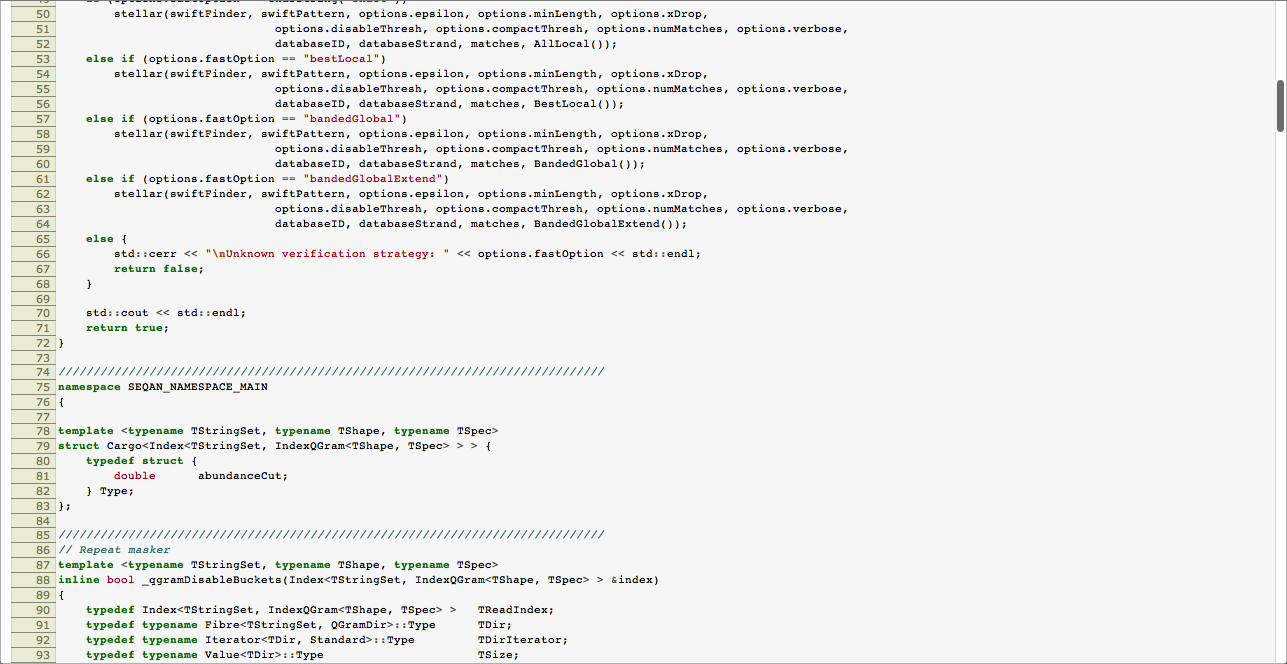 50 stellar(swiftFinder, swiftPattern, options.epsilon, options.minLength, options.xDrop,
51 options.disableThresh, options.compactThresh, options.numMatches, options.verbose,
52 databaseID, databaseStrand, matches, AllLocal());
53 else if (options.fastOption == "bestLocal")
54 stellar(swiftFinder, swiftPattern, options.epsilon, options.minLength, options.xDrop,
55 options.disableThresh, options.compactThresh, options.numMatches, options.verbose,
56 databaseID, databaseStrand, matches, BestLocal());
57 else if (options.fastOption == "bandedGlobal")
58 stellar(swiftFinder, swiftPattern, options.epsilon, options.minLength, options.xDrop,
59 options.disableThresh, options.compactThresh, options.numMatches, options.verbose,
60 databaseID, databaseStrand, matches, BandedGlobal());
61 else if (options.fastOption == "bandedGlobalExtend")
62 stellar(swiftFinder, swiftPattern, options.epsilon, options.minLength, options.xDrop,
63 options.disableThresh, options.compactThresh, options.numMatches, options.verbose,
64 databaseID, databaseStrand, matches, BandedGlobalExtend());
65 else {
66 std::cerr << "\nUnknown verification strategy: " << options.fastOption << std::endl;
67 return false;
68 }
69
70 std::cout << std::endl;
71 return true;
72 }
73
74 //////////////////////////////////////////////////////////////////////////////
75 namespace SEQAN_NAMESPACE_MAIN
76 {
77
78 template <typename TStringSet, typename TShape, typename TSpec>
79 struct Cargo<Index<TStringSet, IndexQGram<TShape, TSpec> > > {
80 typedef struct {
81 double abundanceCut;
82 } Type;
83 };
84
85 //////////////////////////////////////////////////////////////////////////////
86 // Repeat masker
87 template <typename TStringSet, typename TShape, typename TSpec>
88 inline bool _qgramDisableBuckets(Index<TStringSet, IndexQGram<TShape, TSpec> > &index)
89 {
90 typedef Index<TStringSet, IndexQGram<TShape, TSpec> > TReadIndex;
91 typedef typename Fibre<TStringSet, QGramDir>::Type TDir;
92 typedef typename Iterator<TDir, Standard>::Type TDirIterator;
93 typedef typename Value<TDir>::Type TSize;